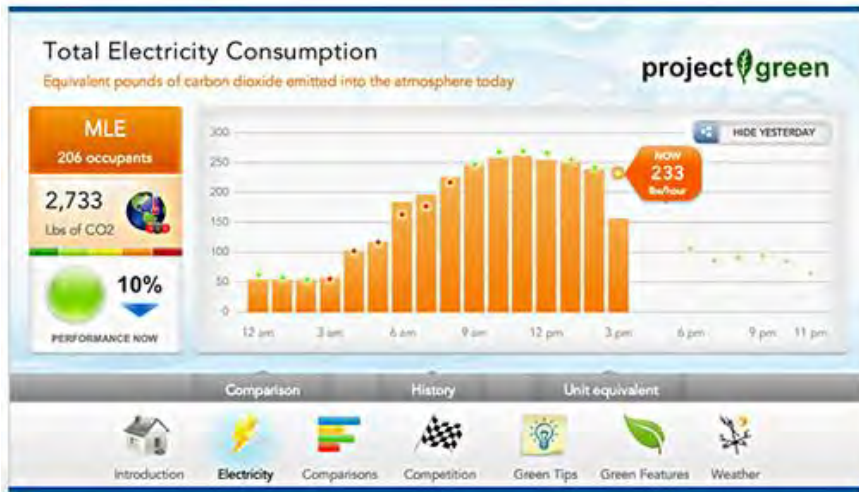 Total Electricity Consumption
Equivalent pounds of carbon dioxide emitted into the atmosphere today
project green
MLE
206 occupants
2,733
Lbs of CO2
10%
PERFORMANCE NOW
HIDE YESTERDAY
NOW
233
lbs/hour
300
250
200
150
100
50
0
12 am 3 am 6 am 9 am 12 pm 3 pm 6 pm 9 pm 11 pm
Comparison History Unit equivalent
Introduction Electricity Comparisons Competition Green Tips Green Features Weather